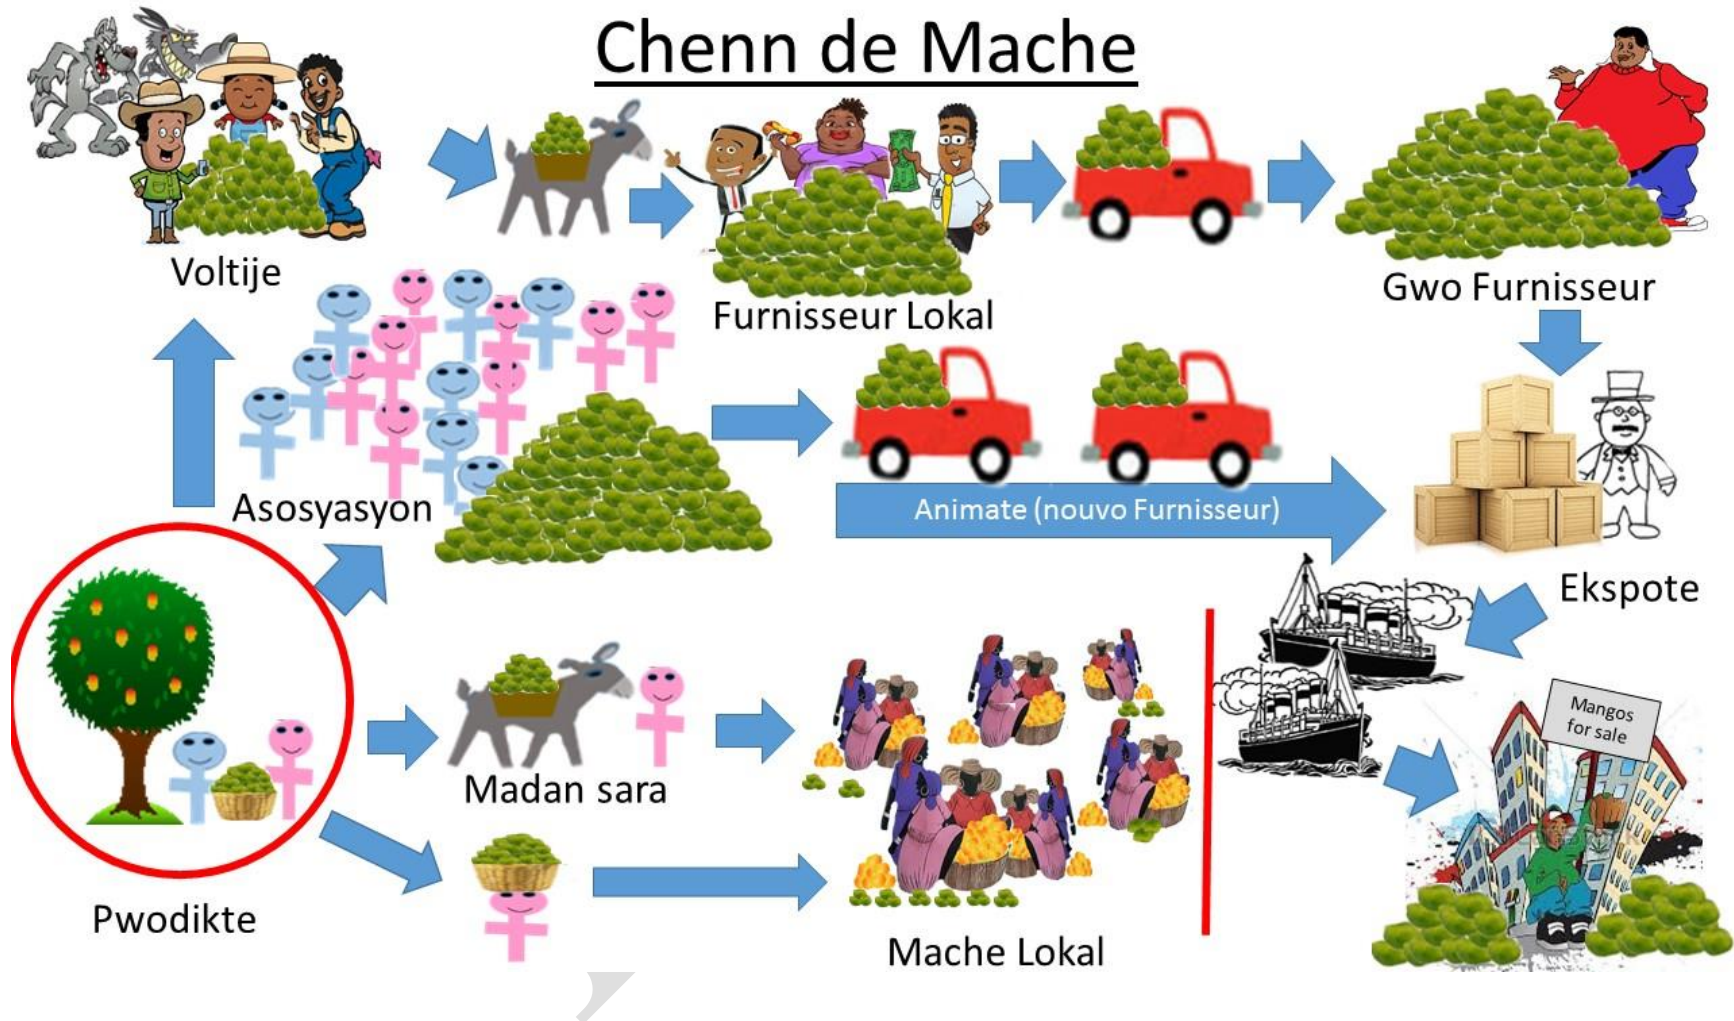 Chenn de Mache
Voltije
Furnisseur Lokal
Gwo Furnisseur
Asosyasyon
Animate (nouvo Furnisseur)
Ekspote
Mangos
for sale
Madan sara
Pwodikte
Mache Lokal